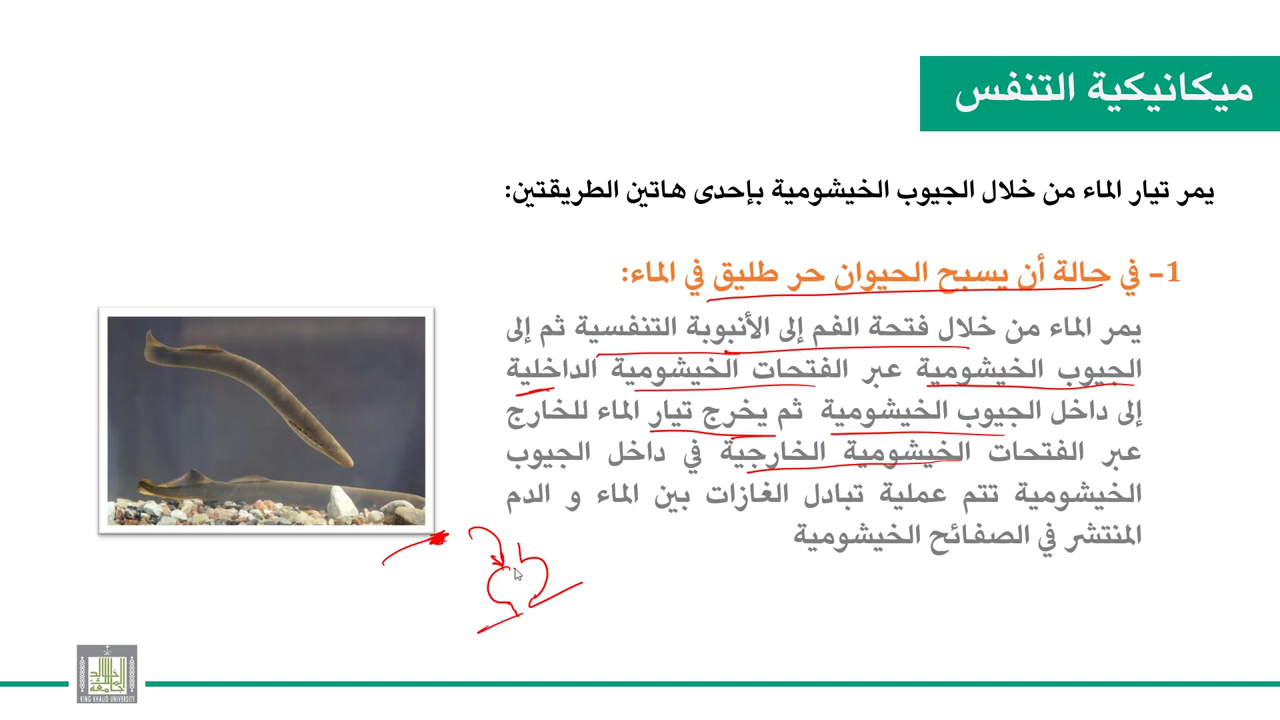 ميكانيكية التنفس
يمر تيار الماء من خلال الجيوب الخيشومية بإحدى هاتين الطريقتين:
1- في حالة أن يسبح الحيوان حر طليق في الماء:
يمر الماء من خلال فتحة الفم إلى الأنبوبة التنفسية ثم إلى
الجيوب الخيشومية عبر الفتحات الخيشومية الداخلية
إلى داخل الجيوب الخيشومية ثم يخرج تيار الماء للخارج
عبر الفتحات الخيشومية الخارجية في داخل الجيوب
الخيشومية تتم عملية تبادل الغازات بين الماء و الدم
المنتشر في الصفائح الخيشومية
KING KHALID UNIVERSITY